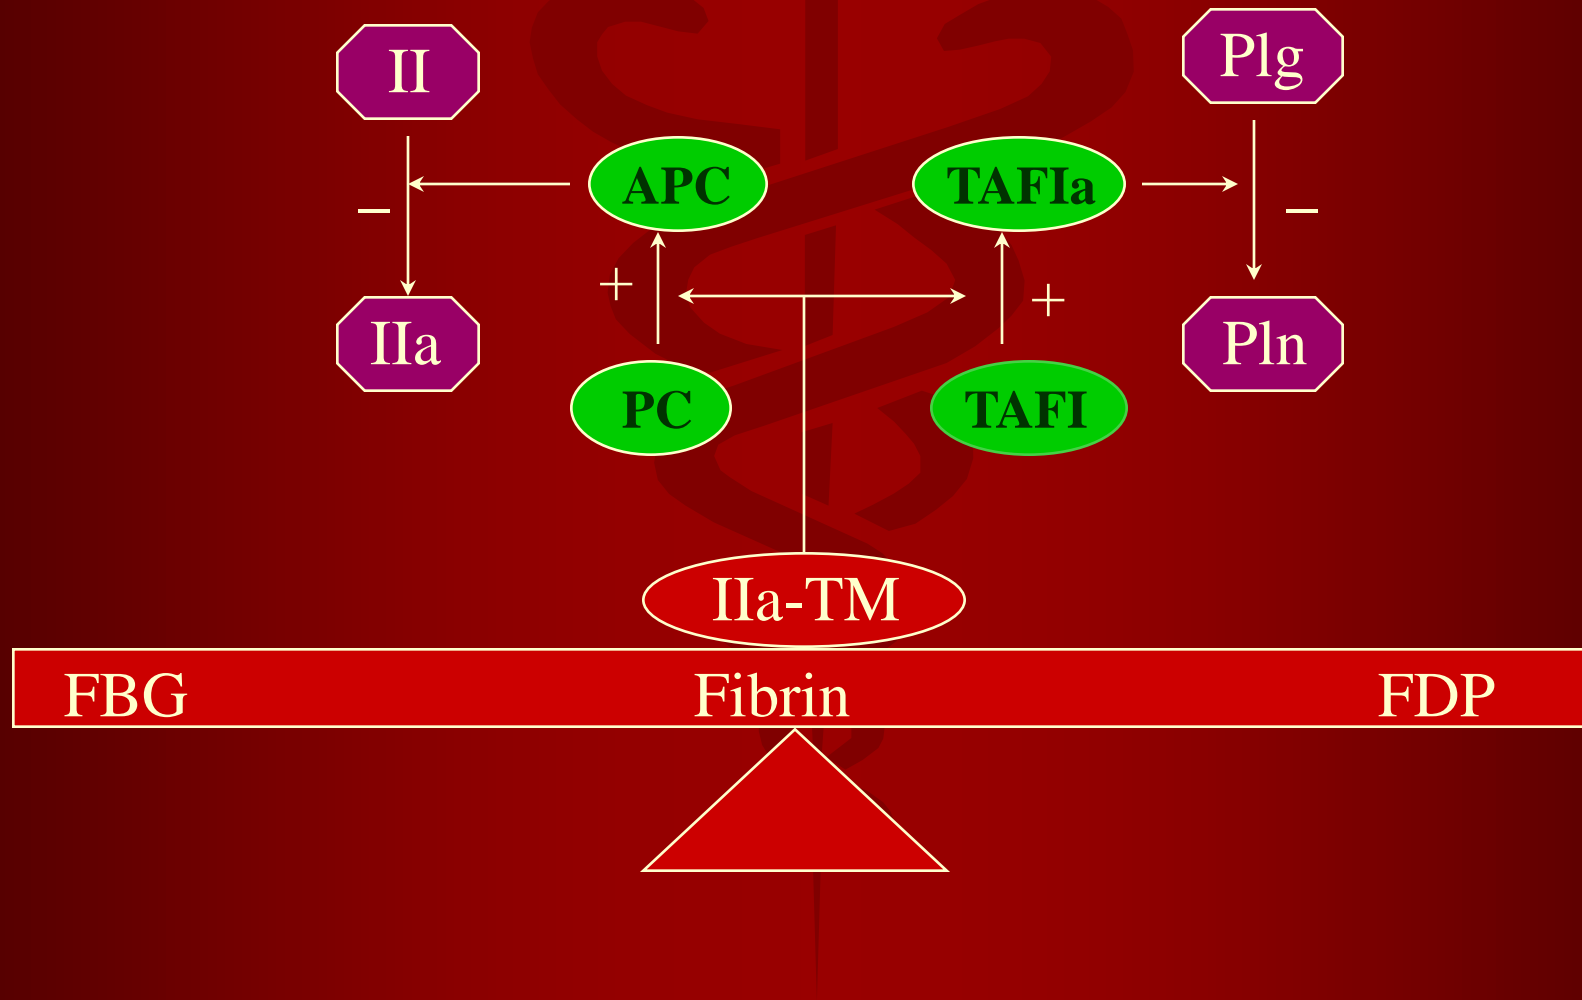 II
Plg
APC
TAFIa
–
–
+
+
IIa
Pln
PC
TAFI
IIa-TM
FBG
Fibrin
FDP